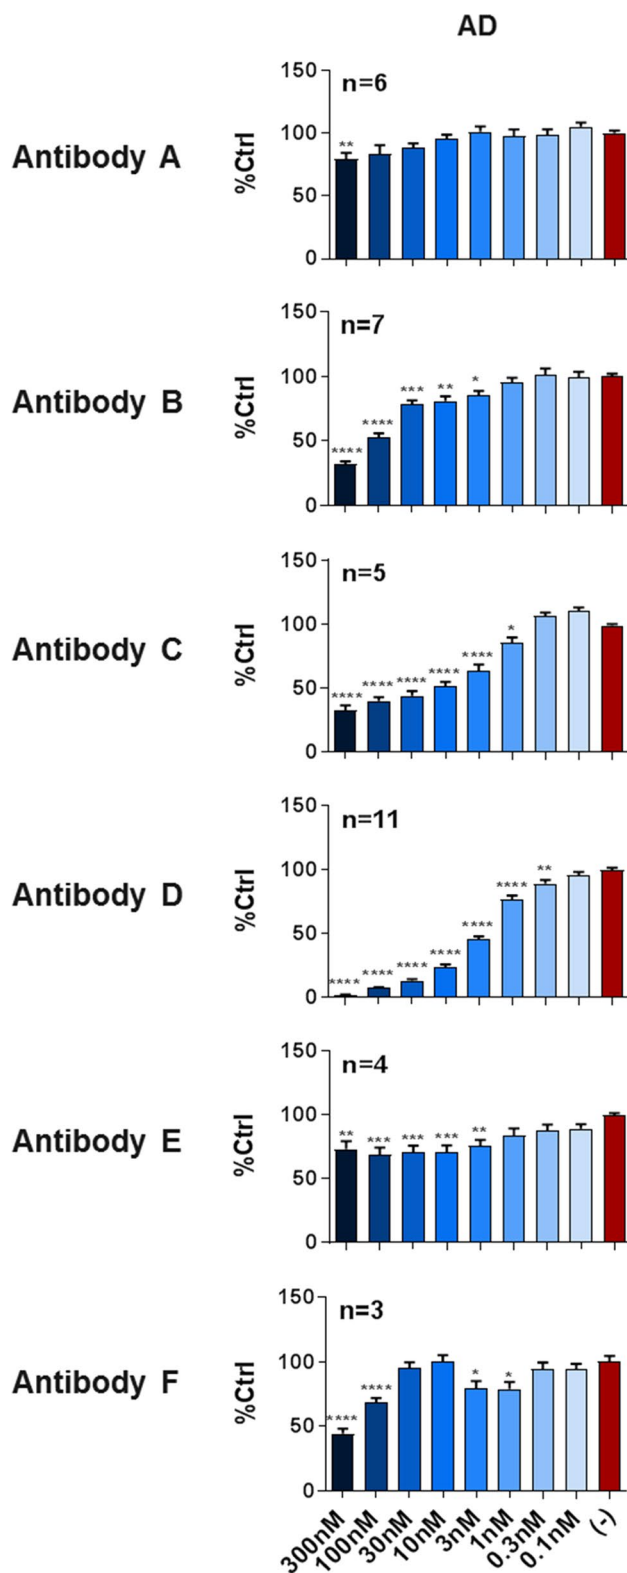 AD
Antibody A
%Ctrl
150
100
50
0
n=6
**
Antibody B
%Ctrl
150
100
50
0
n=7
**** **** *** ** *
Antibody C
%Ctrl
150
100
50
0
n=5
**** **** **** **** **** *
Antibody D
%Ctrl
150
100
50
0
n=11
**** **** **** **** **** **** **
Antibody E
%Ctrl
150
100
50
0
n=4
** *** *** *** **
Antibody F
%Ctrl
150
100
50
0
n=3
**** **** * *
300nM
100nM
30nM
10nM
3nM
1nM
0.3nM
0.1nM
(-)